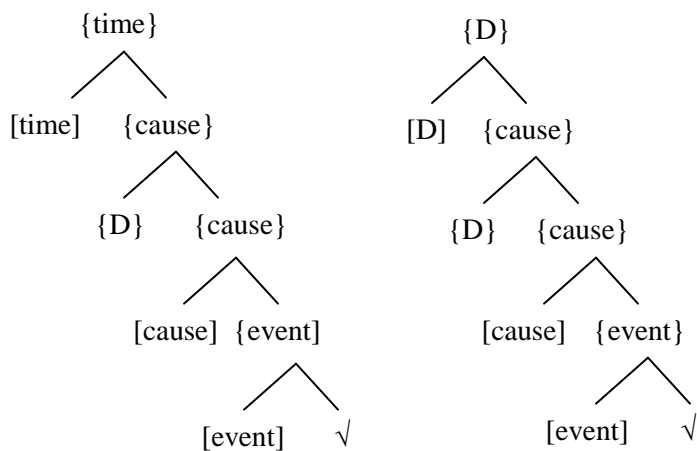 {time} {D}
[time] {cause} [D] {cause}
{D} {cause} {D} {cause}
[cause] {event] [cause] {event}
[event] √ [event] √